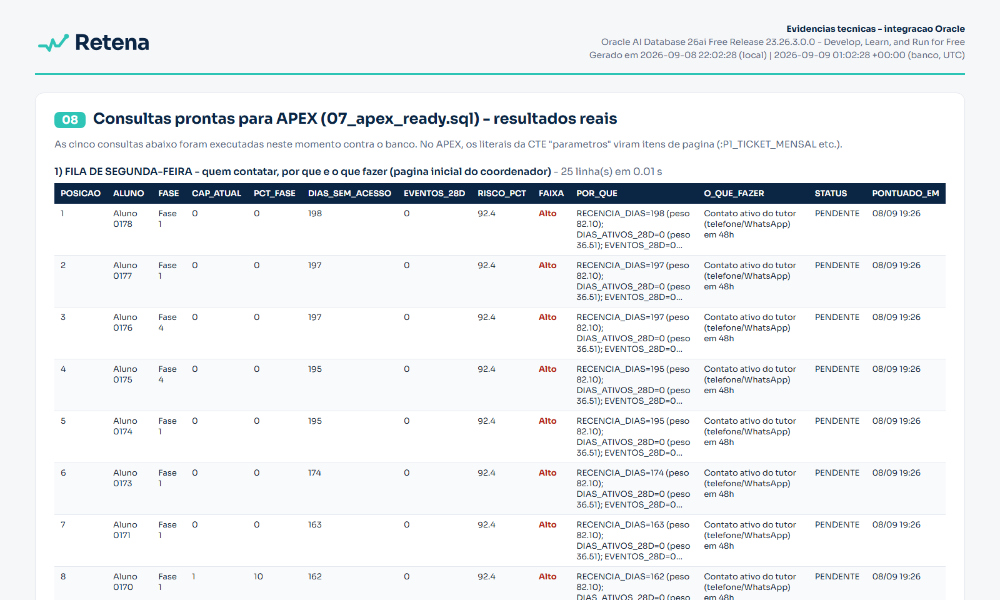 Retena
Evidencias tecnicas - integracao Oracle
Oracle AI Database 26ai Free Release 23.26.3.0.0 - Develop, Learn, and Run for Free
Gerado em 2026-09-08 22:02:28 (local) | 2026-09-09 01:02:28 +00:00 (banco, UTC)
08 Consultas prontas para APEX (07_apex_ready.sql) - resultados reais
As cinco consultas abaixo foram executadas neste momento contra o banco. No APEX, os literais da CTE "parametros" viram itens de pagina (:P1_TICKET_MENSAL etc.).
1) FILA DE SEGUNDA-FEIRA - quem contatar, por que e o que fazer (pagina inicial do coordenador) - 25 linha(s) em 0.01 s
POSICAO ALUNO FASE CAP_ATUAL PCT_FASE DIAS_SEM_ACESSO EVENTOS_28D RISCO_PCT FAIXA POR_QUE O_QUE_FAZER STATUS PONTUADO_EM
1 Aluno Fase 0 0 198 0 92.4 Alto RECENCIA_DIAS=198 (peso Contato ativo do tutor PENDENTE 08/09 19:26
0178 1 82.10); (telefone/WhatsApp)
DIAS_ATIVOS_28D=0 (peso em 48h
36.51); EVENTOS_28D=0...
2 Aluno Fase 0 0 197 0 92.4 Alto RECENCIA_DIAS=197 (peso Contato ativo do tutor PENDENTE 08/09 19:26
0177 1 82.10); (telefone/WhatsApp)
DIAS_ATIVOS_28D=0 (peso em 48h
36.51); EVENTOS_28D=0...
3 Aluno Fase 0 0 197 0 92.4 Alto RECENCIA_DIAS=197 (peso Contato ativo do tutor PENDENTE 08/09 19:26
0176 4 82.10); (telefone/WhatsApp)
DIAS_ATIVOS_28D=0 (peso em 48h
36.51); EVENTOS_28D=0...
4 Aluno Fase 0 0 195 0 92.4 Alto RECENCIA_DIAS=195 (peso Contato ativo do tutor PENDENTE 08/09 19:26
0175 4 82.10); (telefone/WhatsApp)
DIAS_ATIVOS_28D=0 (peso em 48h
36.51); EVENTOS_28D=0...
5 Aluno Fase 0 0 195 0 92.4 Alto RECENCIA_DIAS=195 (peso Contato ativo do tutor PENDENTE 08/09 19:26
0174 1 82.10); (telefone/WhatsApp)
DIAS_ATIVOS_28D=0 (peso em 48h
36.51); EVENTOS_28D=0...
6 Aluno Fase 0 0 174 0 92.4 Alto RECENCIA_DIAS=174 (peso Contato ativo do tutor PENDENTE 08/09 19:26
0173 1 82.10); (telefone/WhatsApp)
DIAS_ATIVOS_28D=0 (peso em 48h
36.51); EVENTOS_28D=0...
7 Aluno Fase 0 0 163 0 92.4 Alto RECENCIA_DIAS=163 (peso Contato ativo do tutor PENDENTE 08/09 19:26
0171 1 82.10); (telefone/WhatsApp)
DIAS_ATIVOS_28D=0 (peso em 48h
36.51); EVENTOS_28D=0...
8 Aluno Fase 1 10 162 0 92.4 Alto RECENCIA_DIAS=162 (peso Contato ativo do tutor PENDENTE 08/09 19:26
0170 1 82.10); (telefone/WhatsApp)
DIAS_ATIVOS_28D=0 (peso em 48h